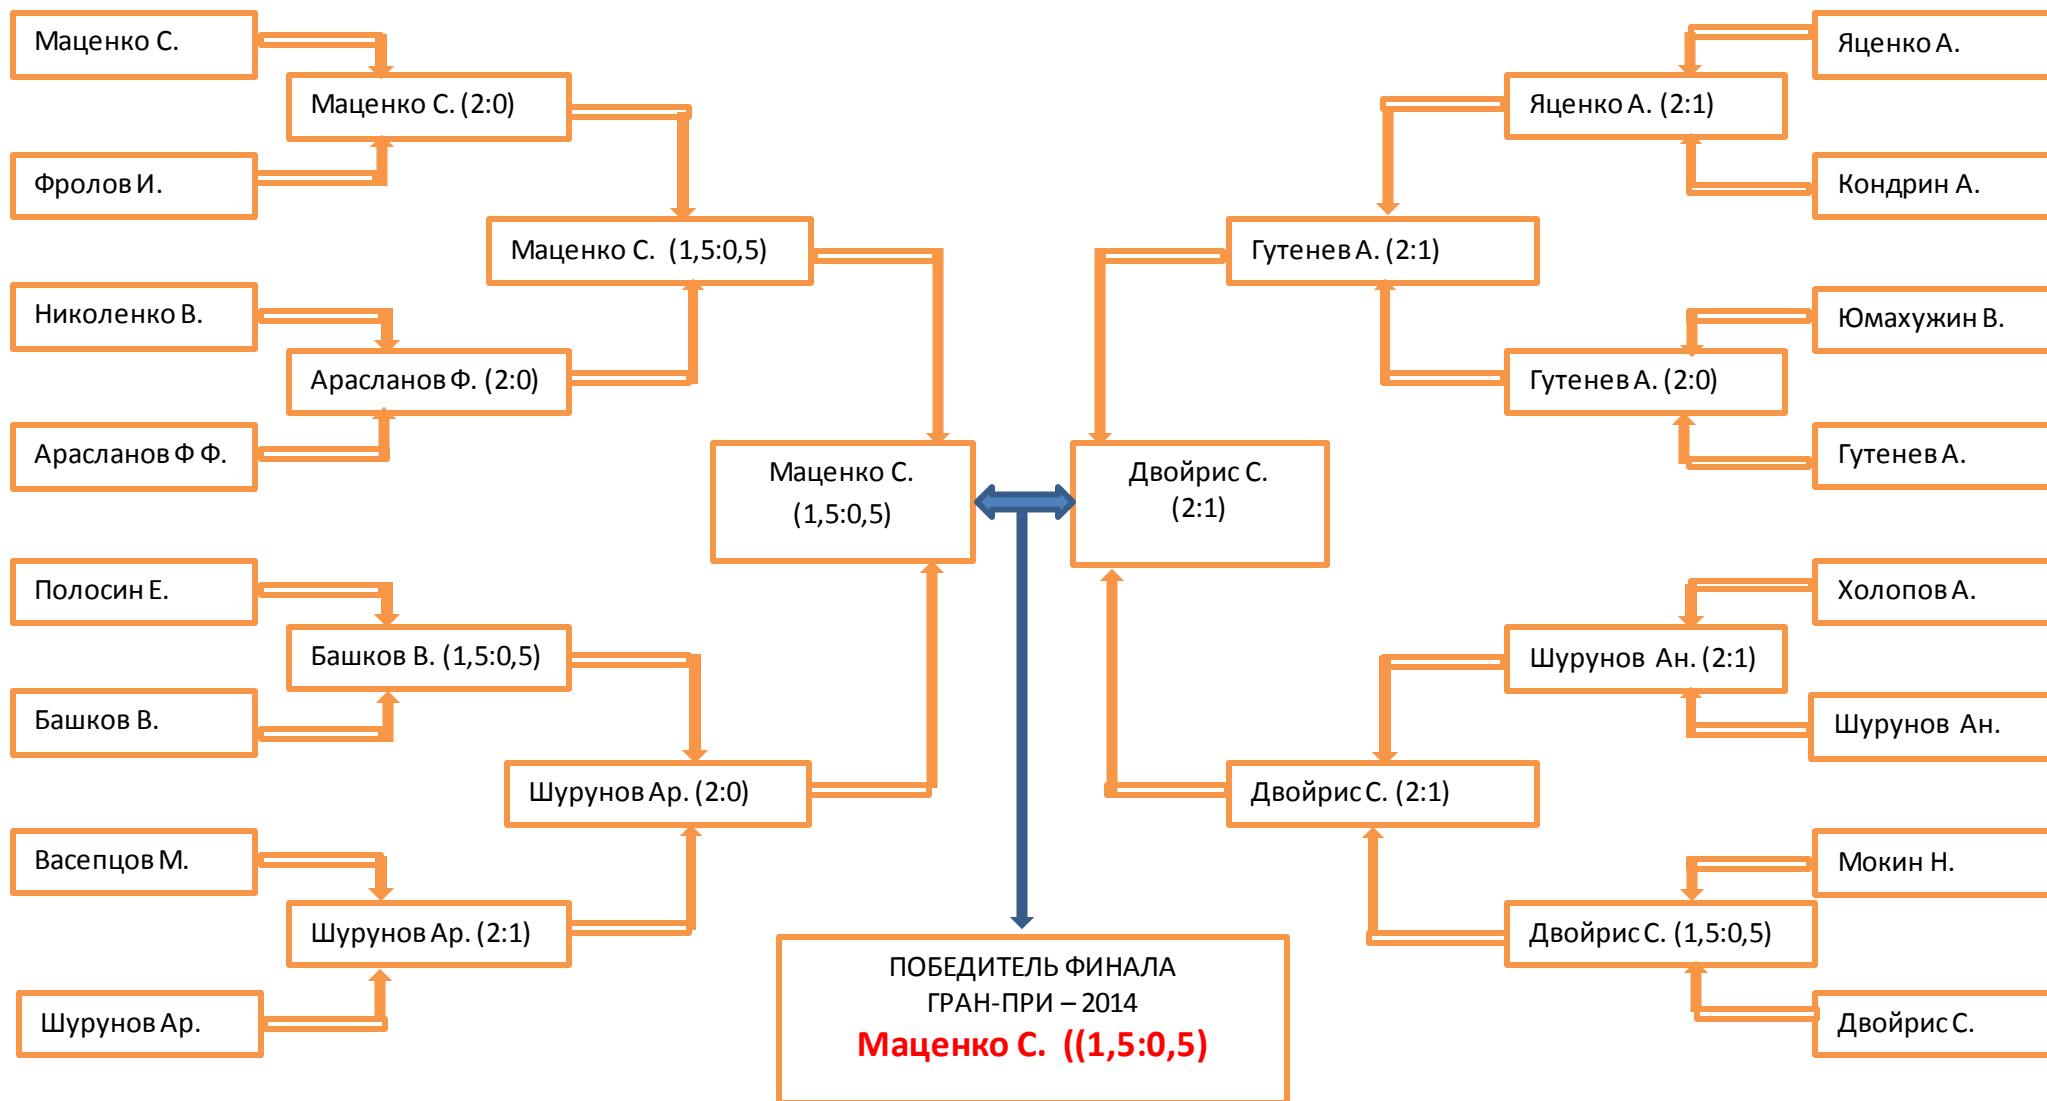 Маценко С.
Фролов И.
Николенко В.
Арасланов Ф Ф.
Полосин Е.
Башков В.
Васепцов М.
Шурунов Ар.
Маценко С. (2:0)
Арасланов Ф. (2:0)
Башков В. (1,5:0,5)
Шурунов Ар. (2:1)
Маценко С. (1,5:0,5)
Шурунов Ар. (2:0)
Маценко С.
(1,5:0,5)
Двойрис С.
(2:1)
Гутенев А. (2:1)
Двойрис С. (2:1)
Яценко А. (2:1)
Гутенев А. (2:0)
Шурунов Ан. (2:1)
Двойрис С. (1,5:0,5)
Яценко А.
Кондрин А.
Юмахужин В.
Гутенев А.
Холопов А.
Шурунов Ан.
Мокин Н.
Двойрис С.
ПОБЕДИТЕЛЬ ФИНАЛА
ГРАН-ПРИ – 2014
Маценко С. ((1,5:0,5)